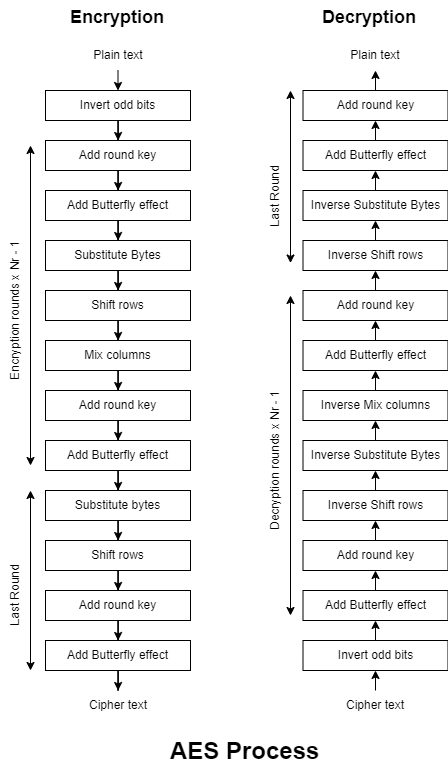 Encryption
Plain text
Invert odd bits
Add round key
Add Butterfly effect
Substitute Bytes
Shift rows
Mix columns
Add round key
Add Butterfly effect
Substitute bytes
Shift rows
Add round key
Add Butterfly effect
Cipher text
Encryption rounds x Nr - 1
Last Round
Decryption
Plain text
Add round key
Add Butterfly effect
Inverse Substitute Bytes
Inverse Shift rows
Add round key
Add Butterfly effect
Inverse Mix columns
Inverse Substitute Bytes
Inverse Shift rows
Add round key
Add Butterfly effect
Invert odd bits
Cipher text
Last Round
Decryption rounds x Nr - 1
AES Process